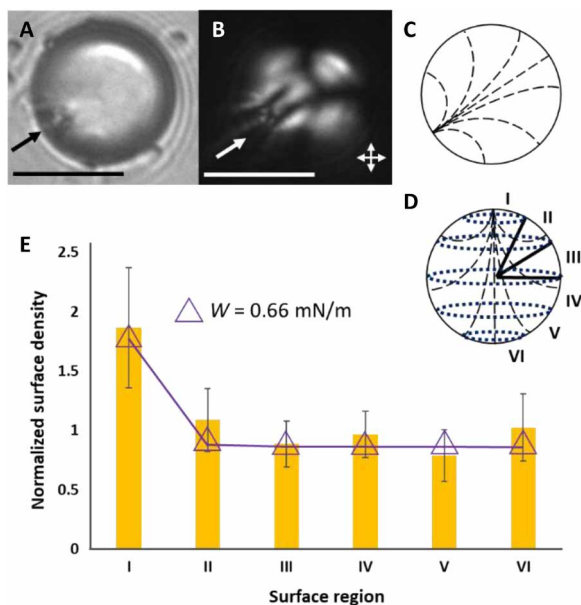 A
B
C
D
I
II
III
IV
V
VI
E
2.5
2
1.5
1
0.5
0
Normalized surface density
W = 0.66 mN/m
I II III IV V VI
Surface region